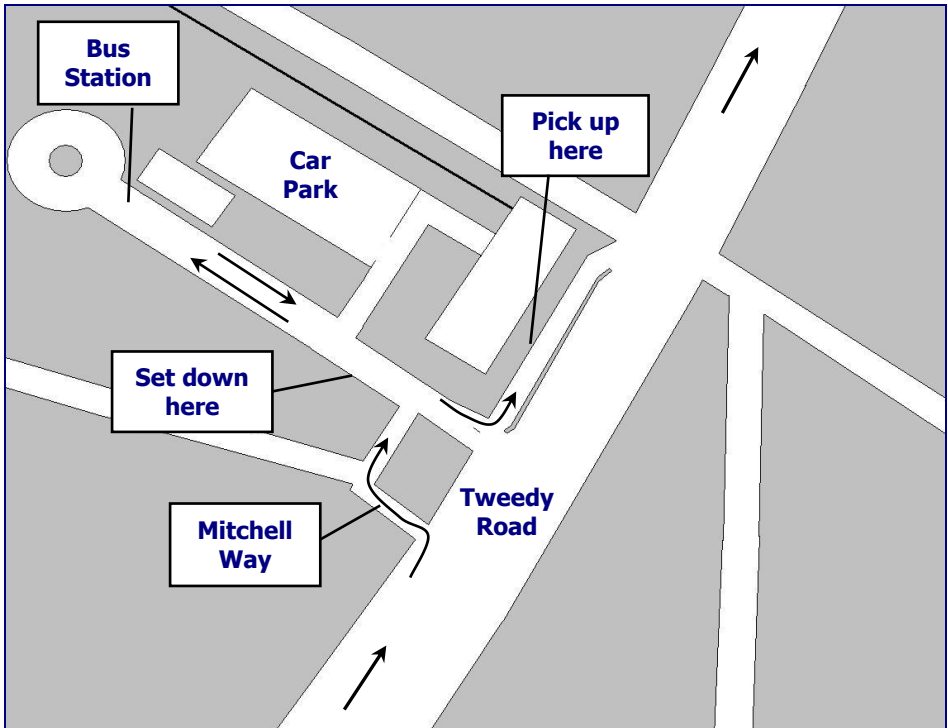 Bus
Station
Pick up
here
Car
Park
Set down
here
Tweedy
Road
Mitchell
Way